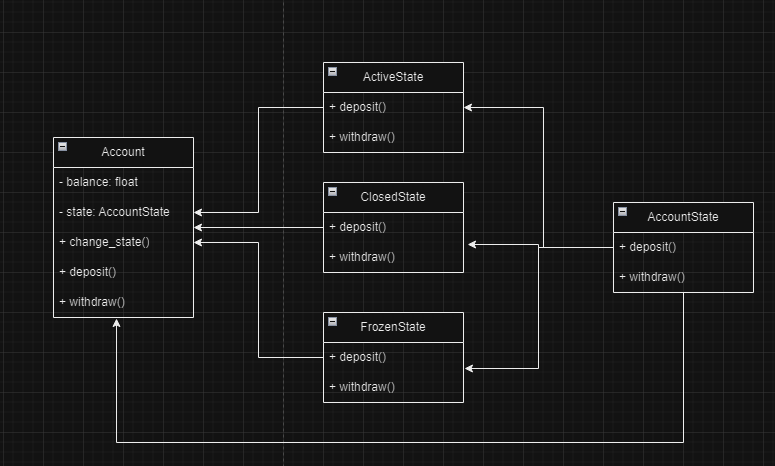 ActiveState
+ deposit()
+ withdraw()
Account
- balance: float
- state: AccountState
+ change_state()
+ deposit()
+ withdraw()
ClosedState
+ deposit()
+ withdraw()
AccountState
+ deposit()
+ withdraw()
FrozenState
+ deposit()
+ withdraw()